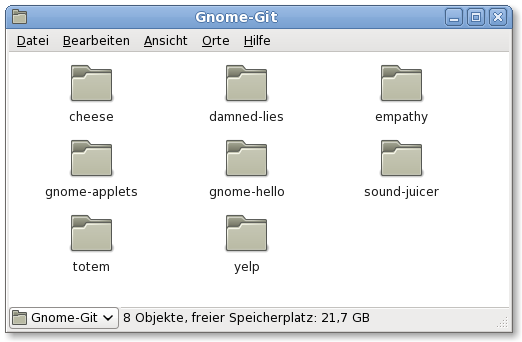 Gnome-Git
Datei Bearbeiten Ansicht Orte Hilfe
cheese damned-lies empathy
gnome-applets gnome-hello sound-juicer
totem yelp
Gnome-Git 8 Objekte, freier Speicherplatz: 21,7 GB